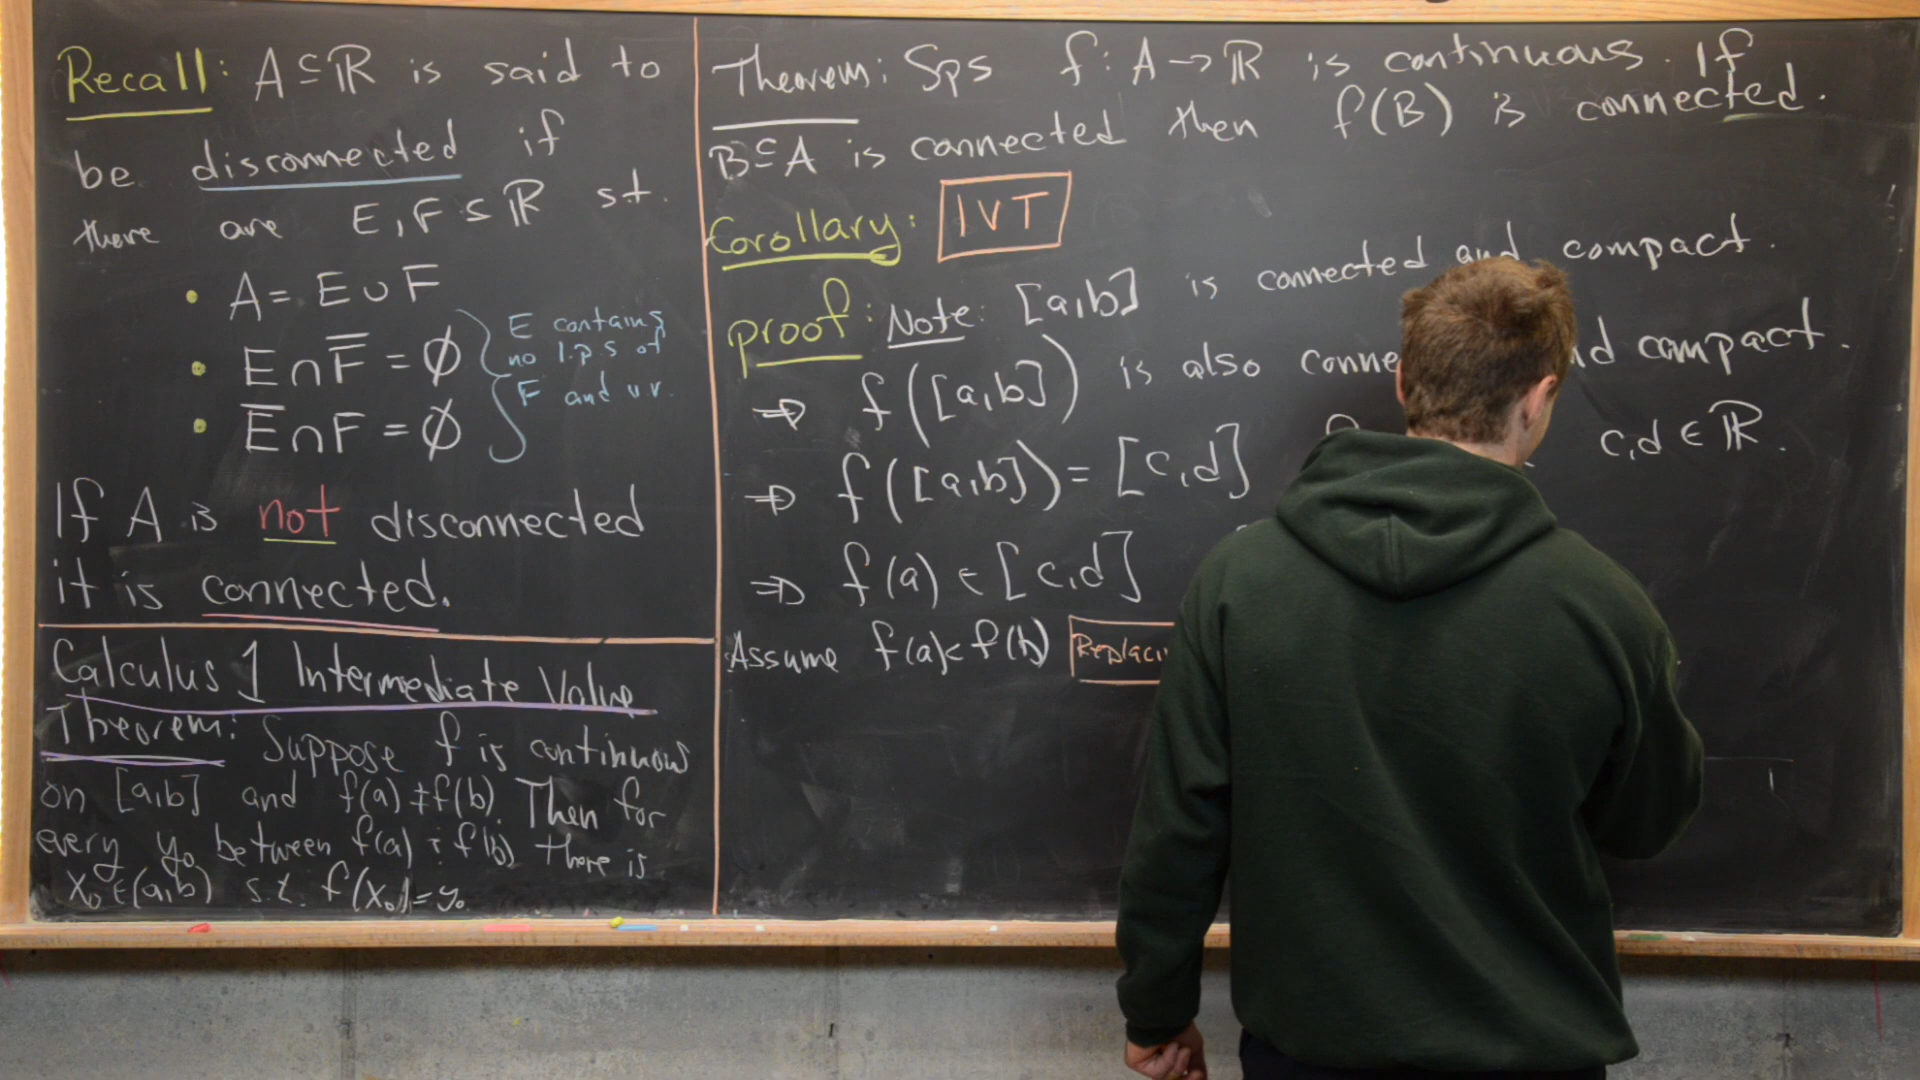 Recall: A ⊆ ℝ is said to
be disconnected if
there are E, F ⊆ ℝ s.t.
• A = E ∪ F
• E ∩ F̅ = ∅
• E̅ ∩ F = ∅
E contains
no l.p.s of
F and v.v.
If A is not disconnected
it is connected.
Calculus 1 Intermediate Value
Theorem: Suppose f is continuous
on [a,b] and f(a) ≠ f(b). Then for
every y₀ between f(a) & f(b) there is
x₀ ∈ (a,b) s.t. f(x₀) = y₀
Theorem: Sps f: A → ℝ is continuous. If
B ⊆ A is connected then f(B) is connected.
Corollary: IVT
proof: Note: [a,b] is connected and compact.
⇒ f([a,b]) is also conne nd compact.
⇒ f([a,b]) = [c,d] c,d ∈ ℝ.
⇒ f(a) ∈ [c,d]
Assume f(a) < f(b) Replaci